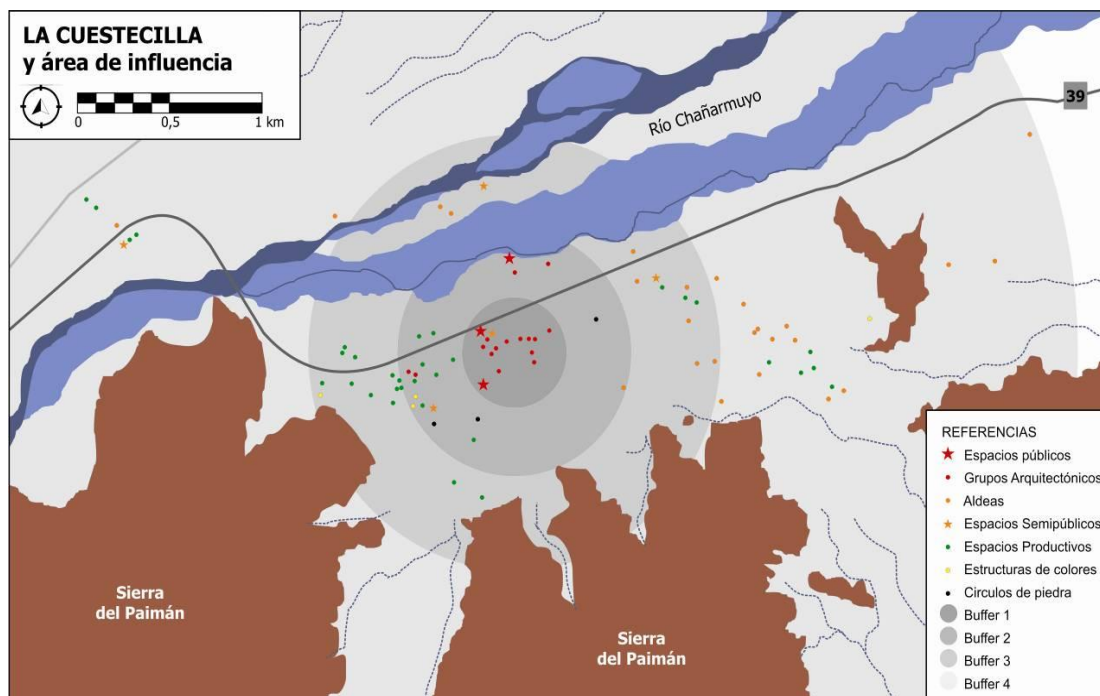 LA CUESTECILLA
y área de influencia
0 0,5 1 km
Río Chañarmuyo
39
Sierra
del Paimán
Sierra
del Paimán
REFERENCIAS
Espacios públicos
Grupos Arquitectónicos
Aldeas
Espacios Semipúblicos
Espacios Productivos
Estructuras de colores
Circulos de piedra
Buffer 1
Buffer 2
Buffer 3
Buffer 4